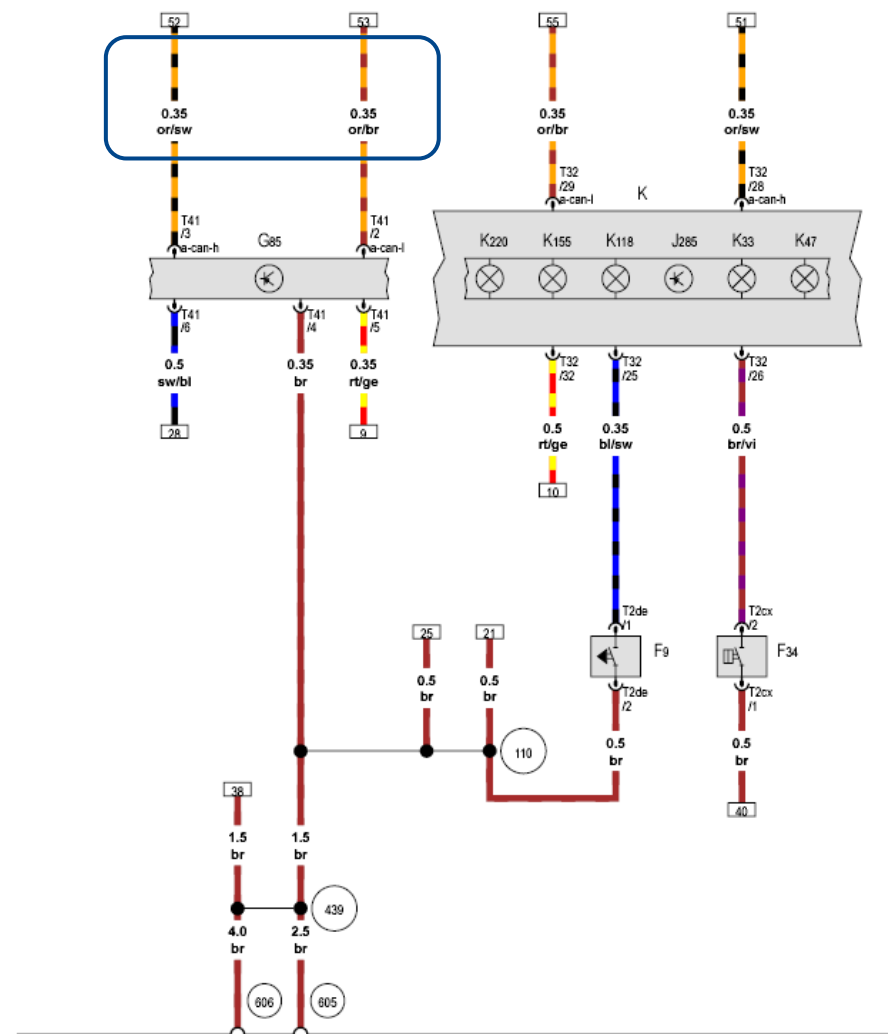 52
53
55
51
0.35
or/sw
0.35
or/br
0.35
or/br
0.35
or/sw
T32
/29
a-can-l
K
T32
/28
a-can-h
T41
/3
a-can-h
G85
T41
/2
a-can-l
K220
K155
K118
J285
K33
K47
T41
/6
T41
/4
T41
/5
0.5
sw/bl
0.35
br
0.35
rt/ge
28
9
T32
/32
T32
/25
T32
/26
0.5
rt/ge
0.35
bl/sw
0.5
br/vi
10
T2de
/1
T2cx
/2
25
21
F9
F34
0.5
br
0.5
br
T2de
/2
T2cx
/1
110
0.5
br
0.5
br
38
40
1.5
br
1.5
br
439
4.0
br
2.5
br
606
605